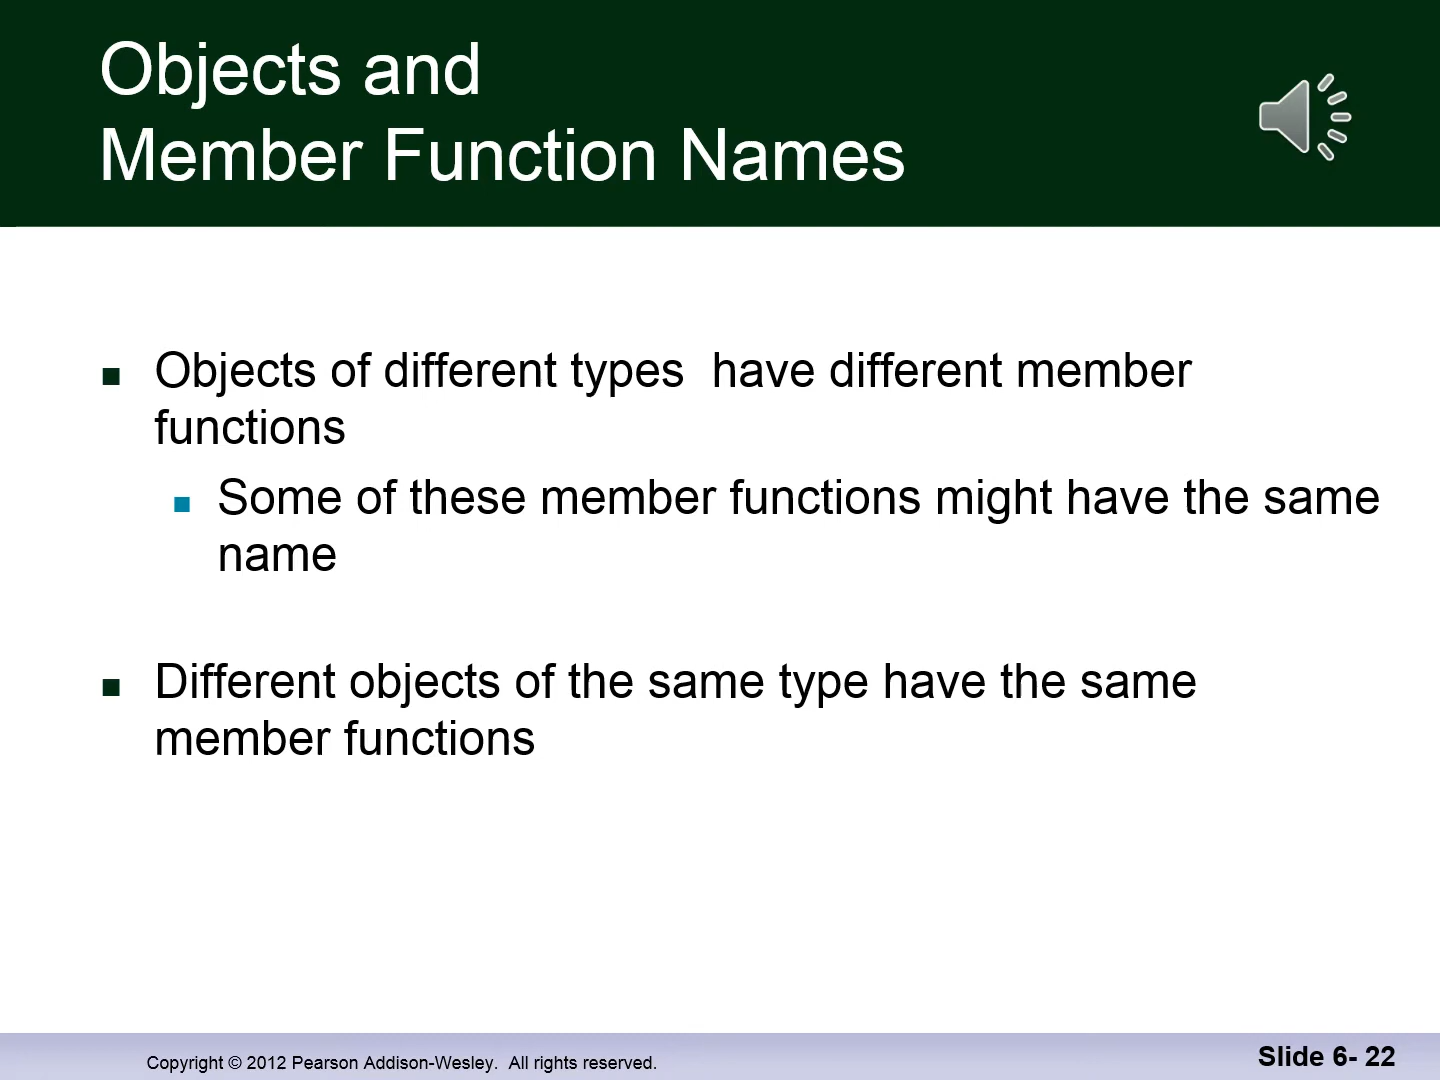 Objects and
Member Function Names
Objects of different types  have different member
functions
Some of these member functions might have the same
name
Different objects of the same type have the same
member functions
Copyright © 2012 Pearson Addison-Wesley.  All rights reserved.
Slide 6- 22